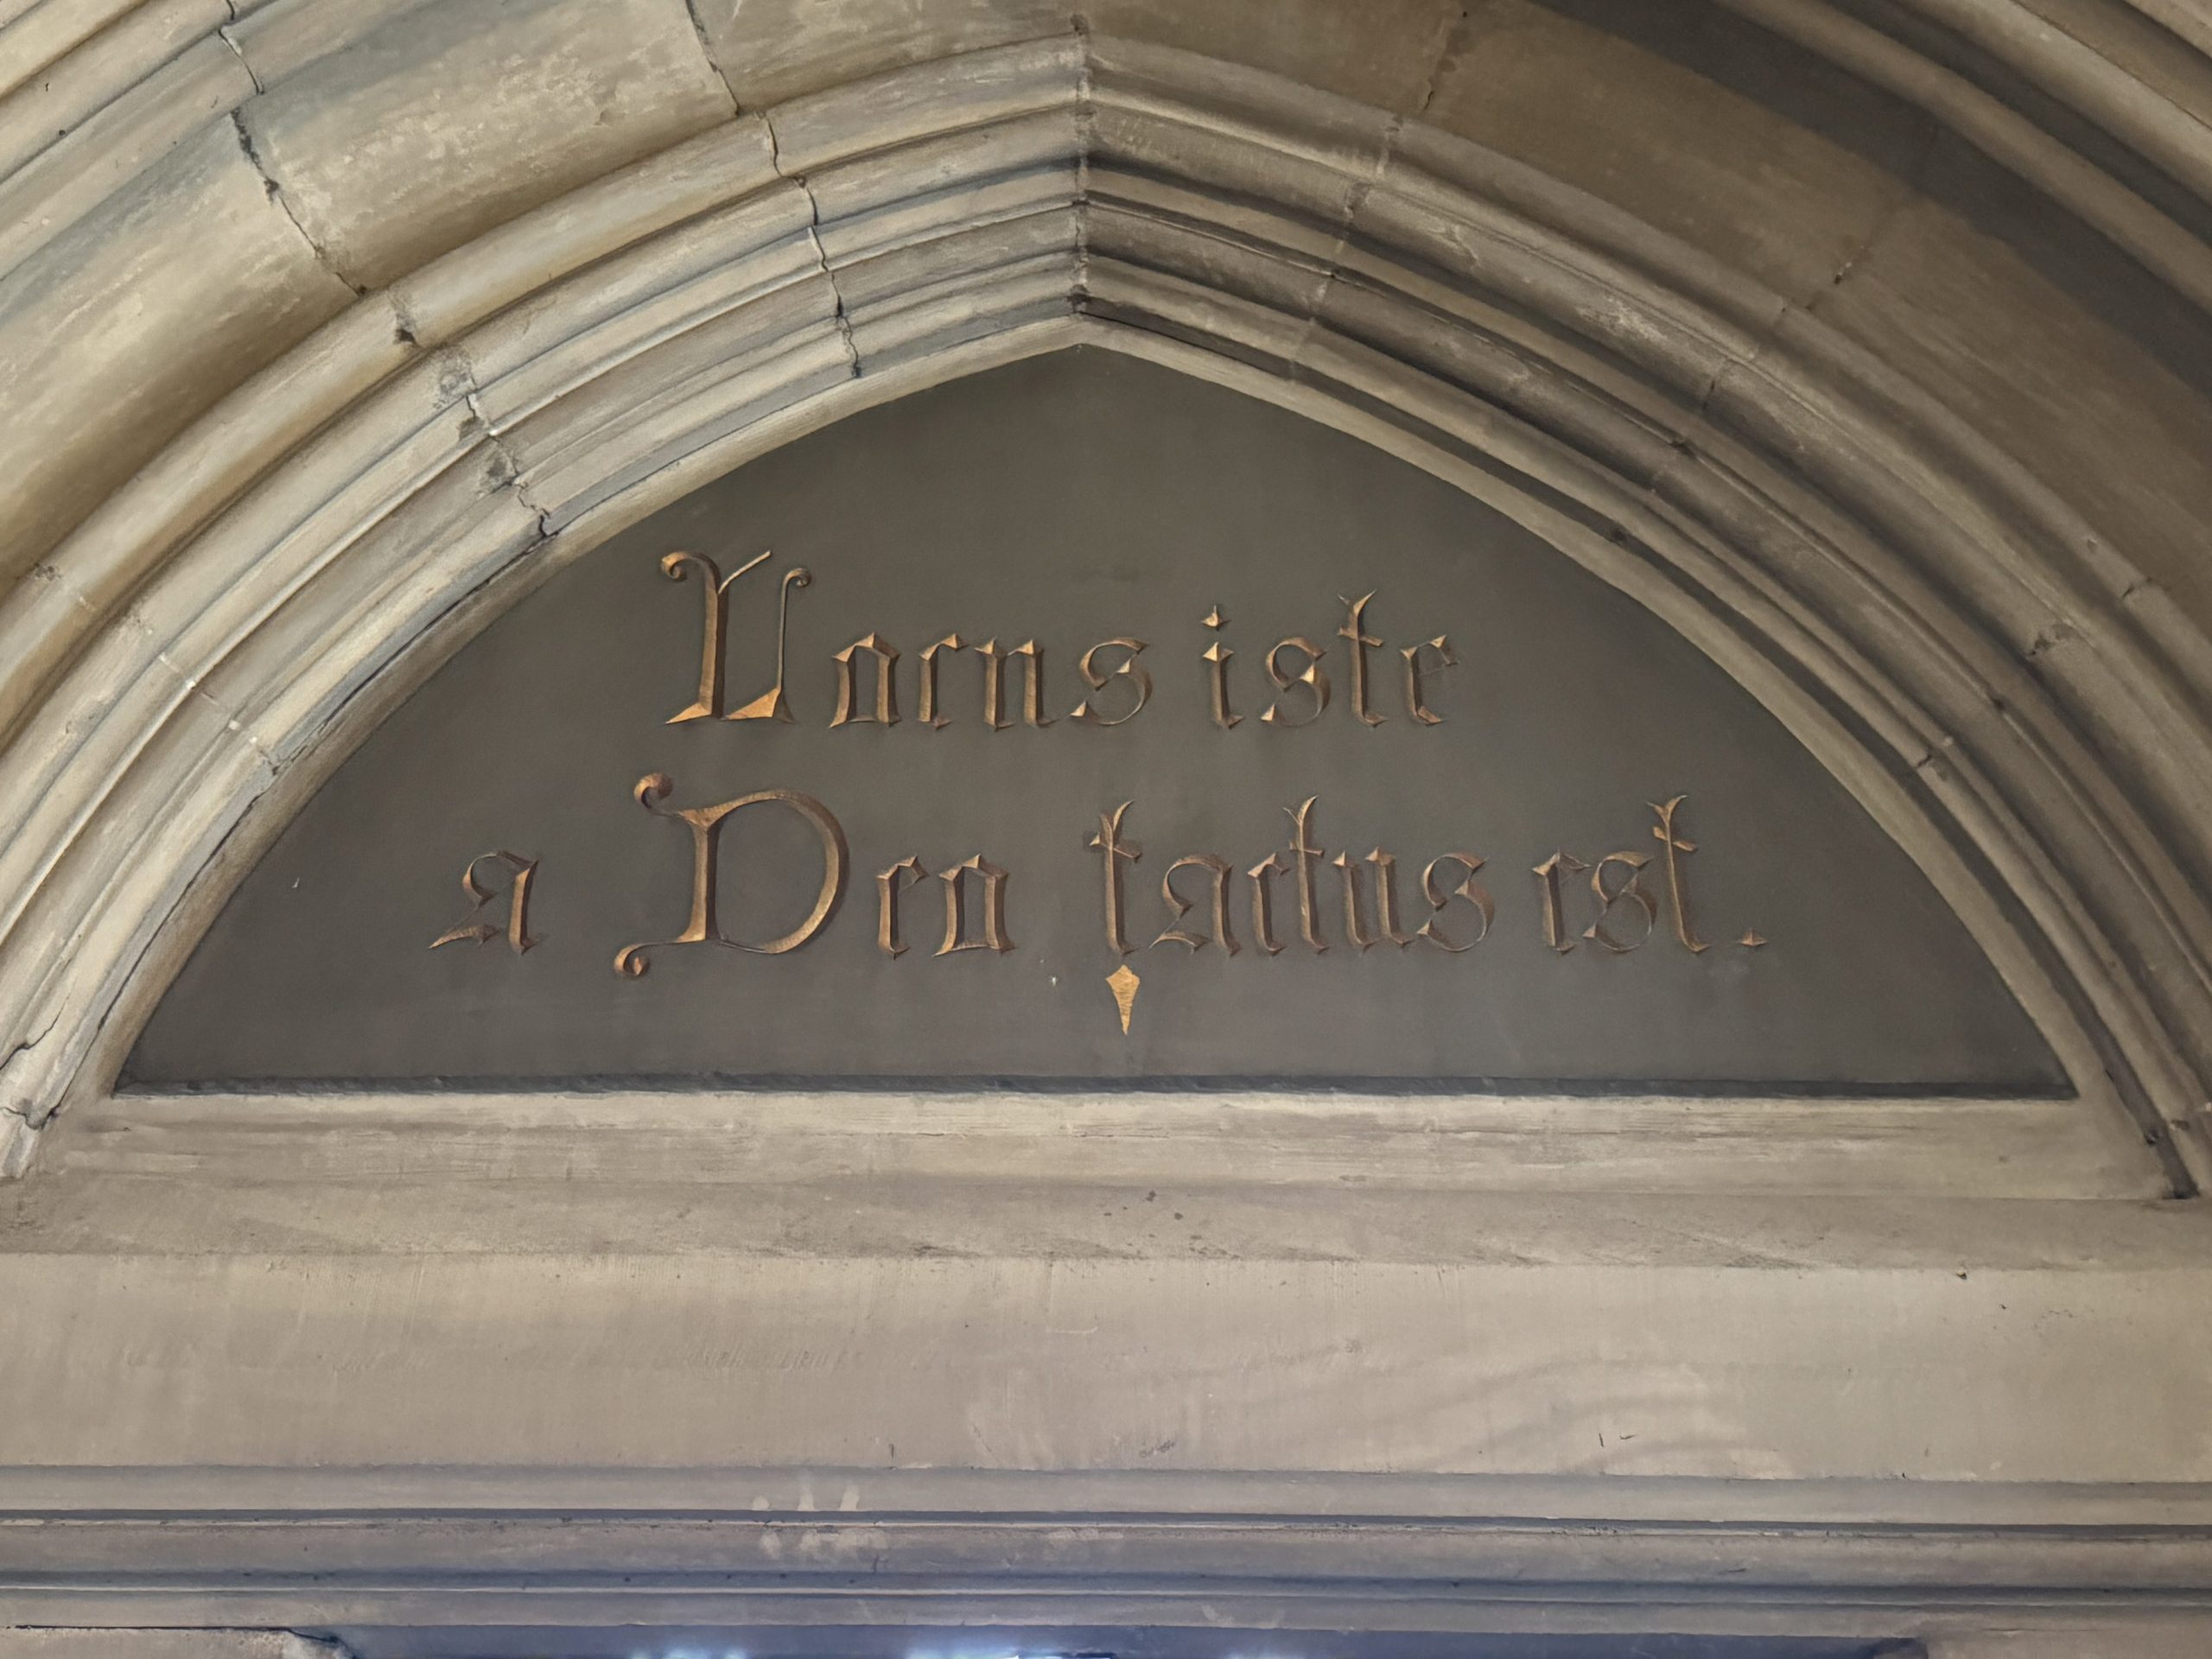 Locus iste
a Deo factus est.